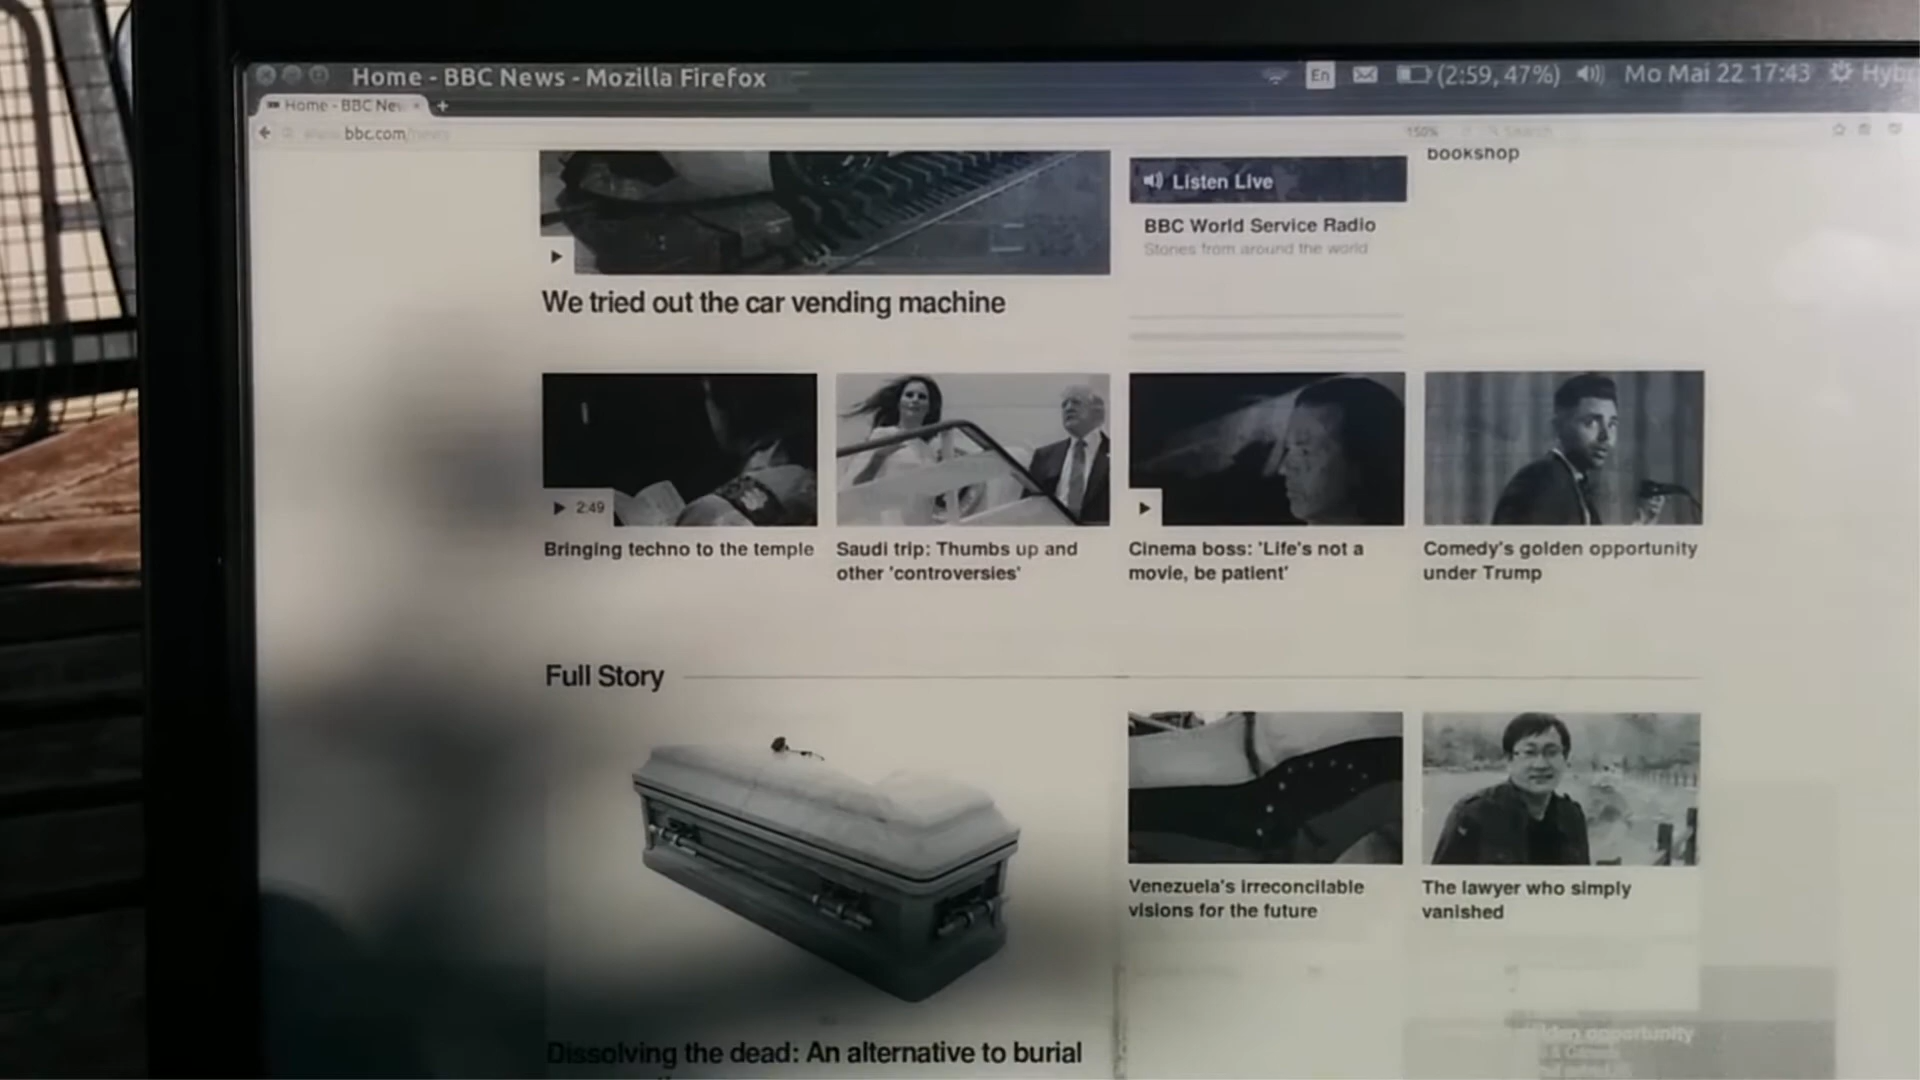 Home - BBC News - Mozilla Firefox
En
(2:59, 47%)
Mo Mai 22 17:43
Home - BBC Ne
bbc.com/news
150%
Search
bookshop
Listen Live
BBC World Service Radio
Stories from around the world
We tried out the car vending machine
2:49
Bringing techno to the temple
Saudi trip: Thumbs up and
other 'controversies'
Cinema boss: 'Life's not a
movie, be patient'
Comedy's golden opportunity
under Trump
Full Story
Venezuela's irreconcilable
visions for the future
The lawyer who simply
vanished
opportunity
Dissolving the dead: An alternative to burial